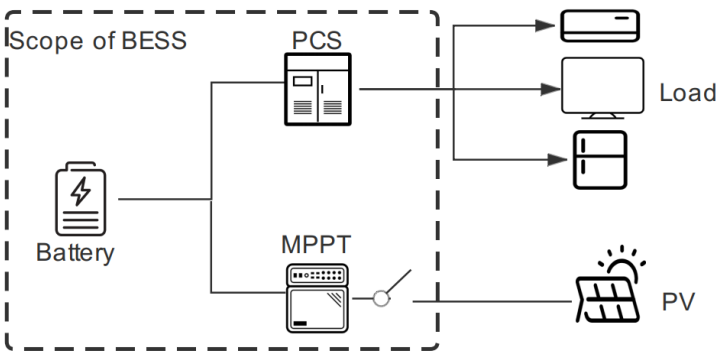 Scope of BESS
PCS
Load
Battery
MPPT
PV